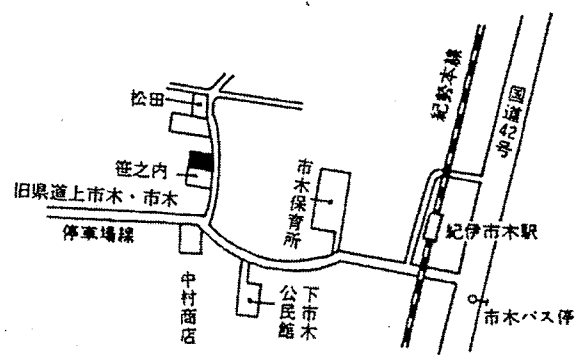 松田
笹之内
旧県道上市木・市木
停車場線
中村商店
下市木
公民館
市木保育所
紀勢本線
国道42号
紀伊市木駅
市木バス停